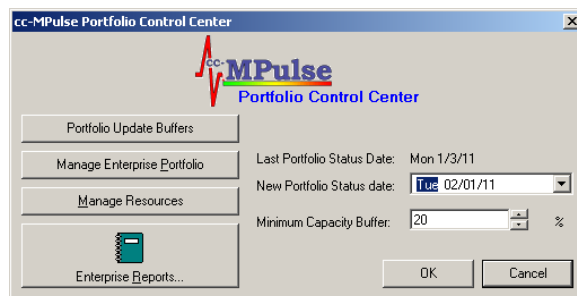 cc-MPulse Portfolio Control Center
cc-MPulse
Portfolio Control Center
Portfolio Update Buffers
Manage Enterprise Portfolio
Manage Resources
Enterprise Reports...
Last Portfolio Status Date: Mon 1/3/11
New Portfolio Status date: Tue 02/01/11
Minimum Capacity Buffer: 20 %
OK Cancel